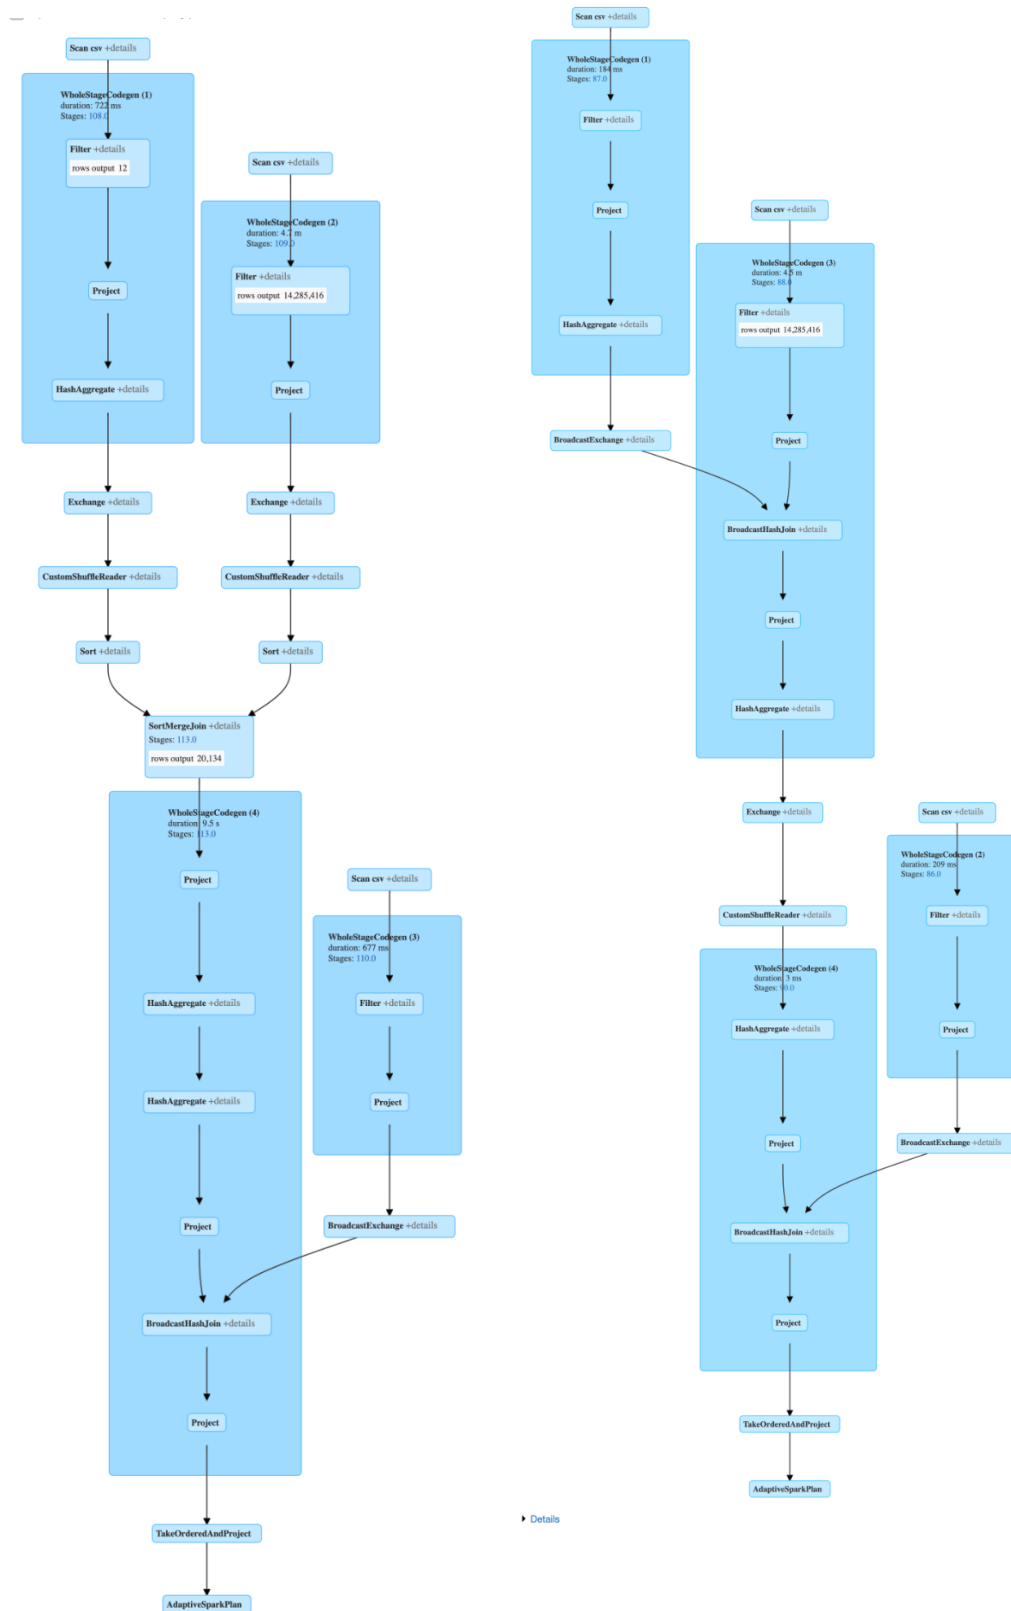 Scan csv +details
WholeStageCodegen (1)
duration: 722 ms
Stages: 108.0
Filter +details
rows output 12
Project
HashAggregate +details
Exchange +details
CustomShuffleReader +details
Sort +details
Scan csv +details
WholeStageCodegen (2)
duration: 4.7 m
Stages: 109.0
Filter +details
rows output 14,285,416
Project
Exchange +details
CustomShuffleReader +details
Sort +details
SortMergeJoin +details
Stages: 113.0
rows output 20,134
WholeStageCodegen (4)
duration: 9.5 s
Stages: 113.0
Project
HashAggregate +details
HashAggregate +details
Project
Scan csv +details
WholeStageCodegen (3)
duration: 677 ms
Stages: 110.0
Filter +details
Project
BroadcastExchange +details
BroadcastHashJoin +details
Project
TakeOrderedAndProject
AdaptiveSparkPlan
Scan csv +details
WholeStageCodegen (1)
duration: 184 ms
Stages: 87.0
Filter +details
Project
HashAggregate +details
BroadcastExchange +details
Scan csv +details
WholeStageCodegen (3)
duration: 4.5 m
Stages: 88.0
Filter +details
rows output 14,285,416
Project
BroadcastHashJoin +details
Project
HashAggregate +details
Exchange +details
CustomShuffleReader +details
WholeStageCodegen (4)
duration: 3 ms
Stages: 90.0
HashAggregate +details
Project
Scan csv +details
WholeStageCodegen (2)
duration: 209 ms
Stages: 86.0
Filter +details
Project
BroadcastExchange +details
BroadcastHashJoin +details
Project
TakeOrderedAndProject
AdaptiveSparkPlan
Details